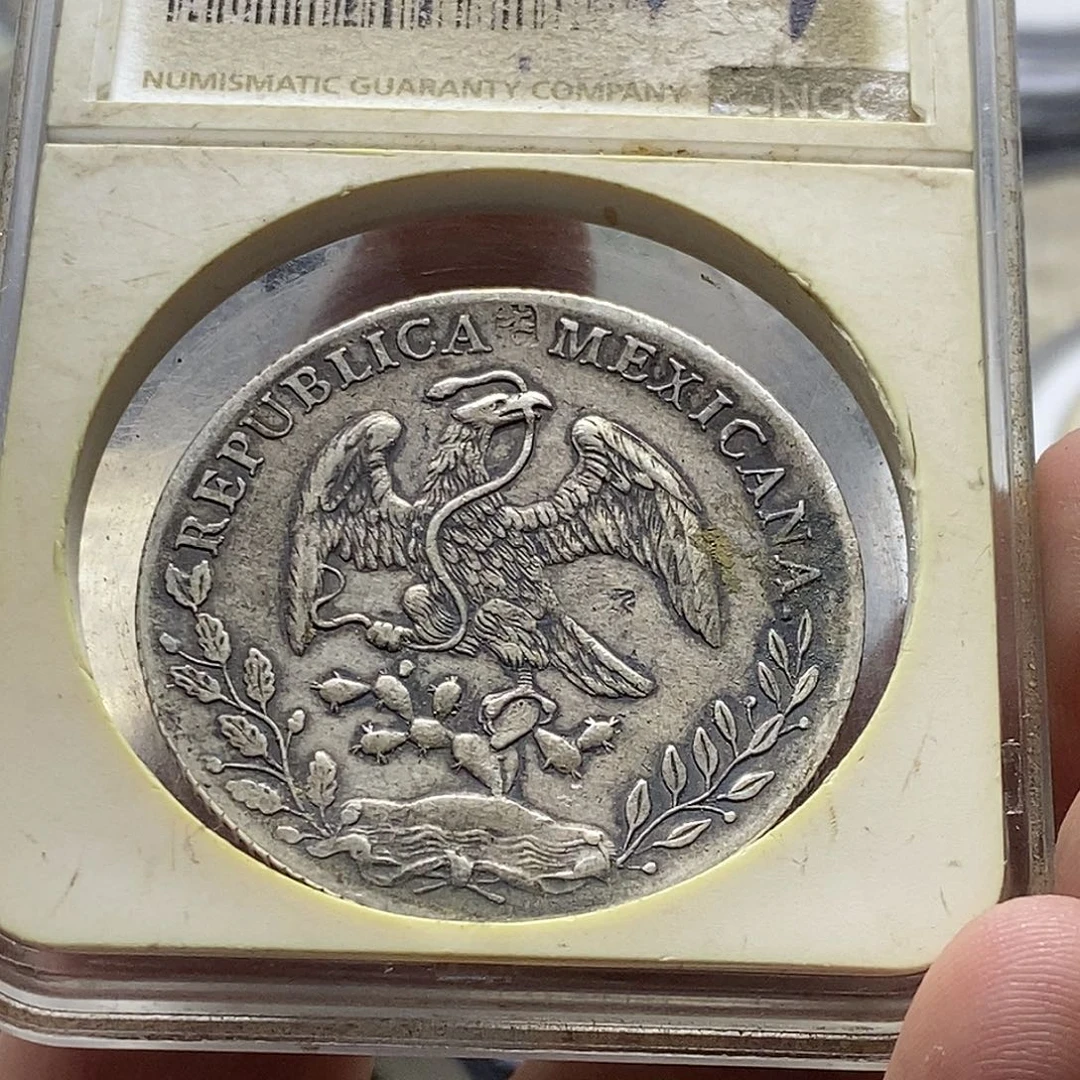 NUMISMATIC GUARANTY COMPANY NGC
REPUBLICA MEXICANA.